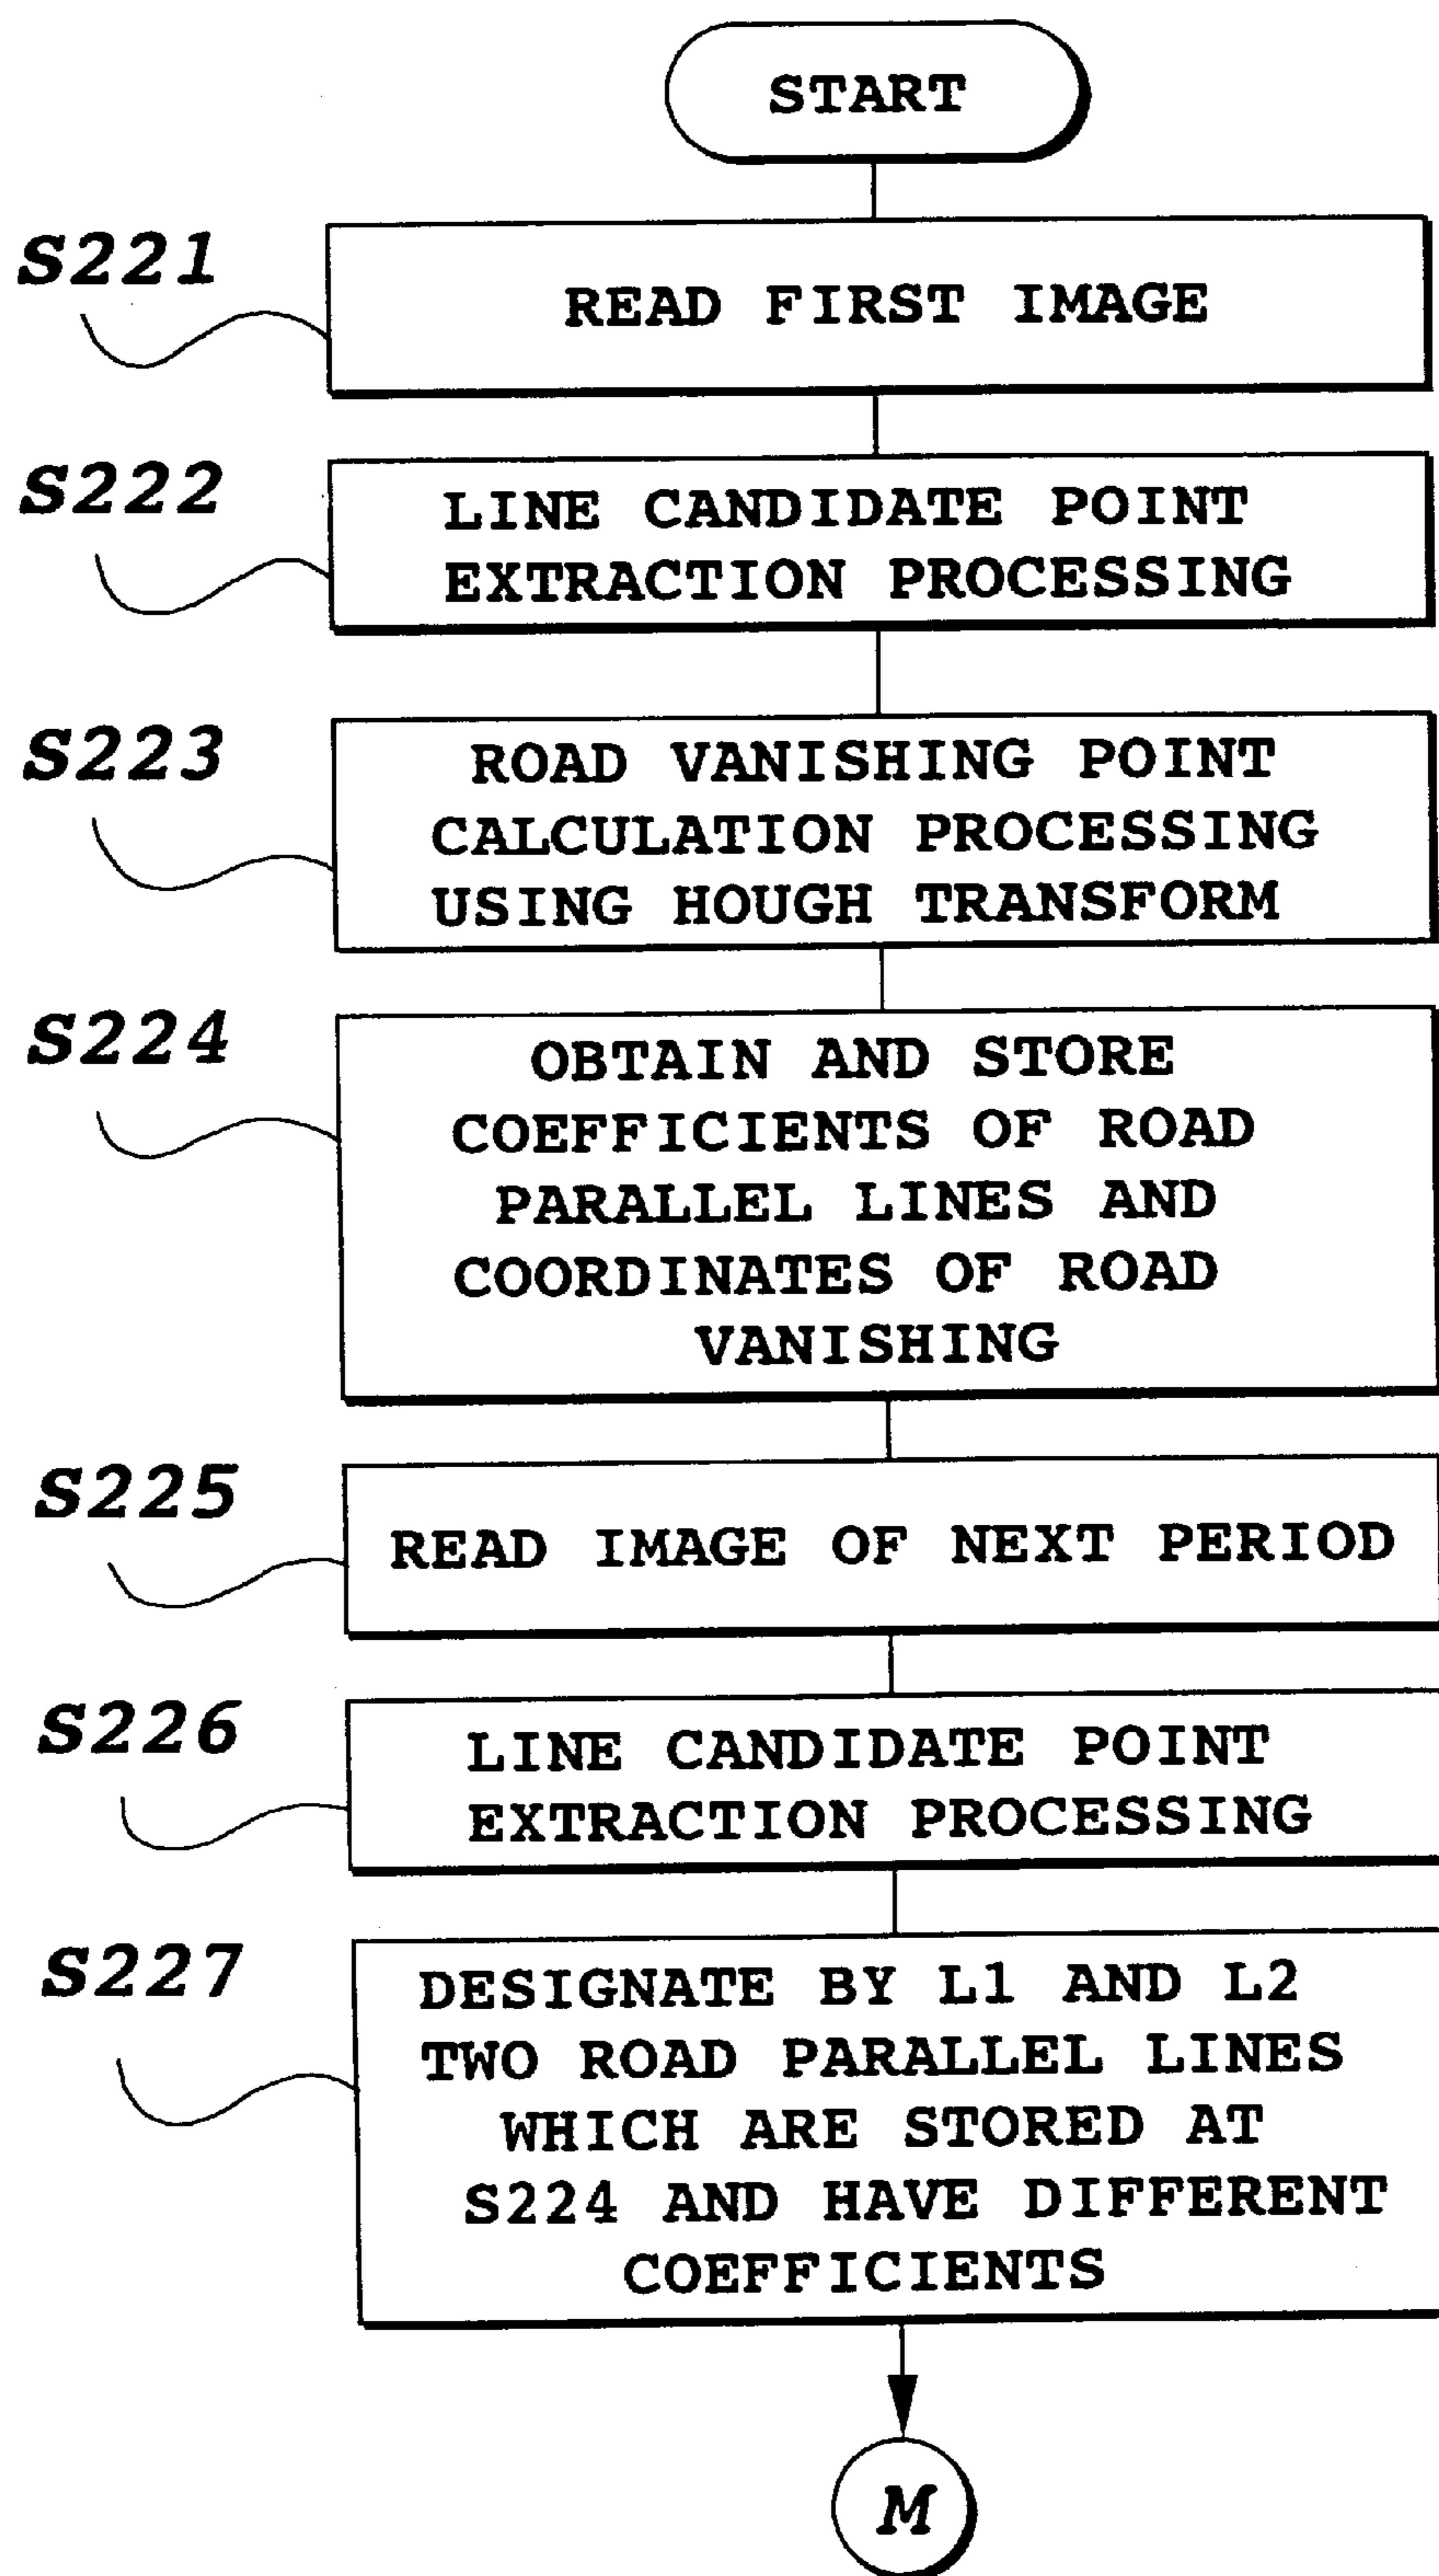 START
S221
READ FIRST IMAGE
S222
LINE CANDIDATE POINT
EXTRACTION PROCESSING
S223
ROAD VANISHING POINT
CALCULATION PROCESSING
USING HOUGH TRANSFORM
S224
OBTAIN AND STORE
COEFFICIENTS OF ROAD
PARALLEL LINES AND
COORDINATES OF ROAD
VANISHING
S225
READ IMAGE OF NEXT PERIOD
S226
LINE CANDIDATE POINT
EXTRACTION PROCESSING
S227
DESIGNATE BY L1 AND L2
TWO ROAD PARALLEL LINES
WHICH ARE STORED AT
S224 AND HAVE DIFFERENT
COEFFICIENTS
M